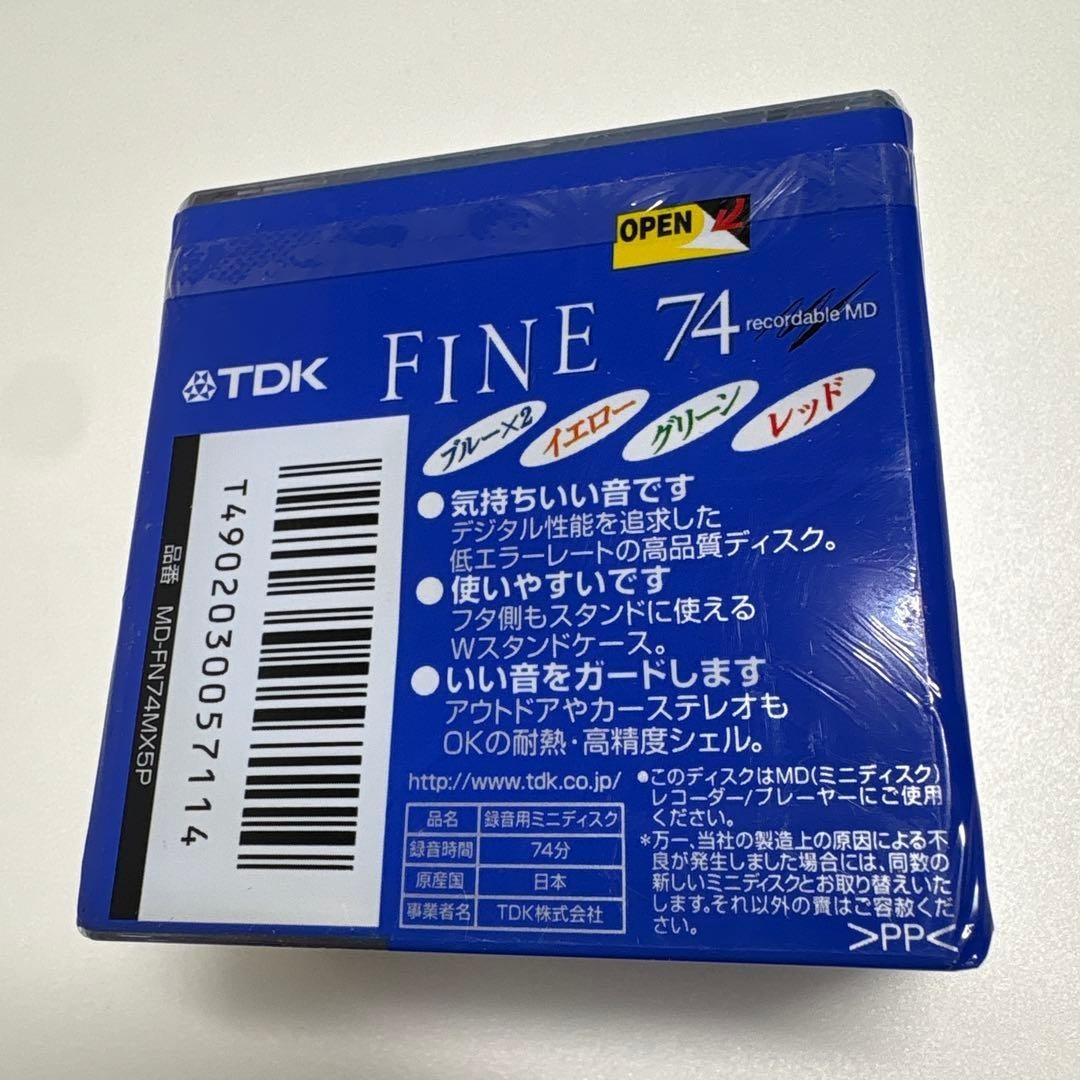 OPEN
TDK FINE 74 recordable MD
ブルー×2 イエロー グリーン レッド
●気持ちいい音です
デジタル性能を追求した
低エラーレートの高品質ディスク。
●使いやすいです
フタ側もスタンドに使える
Wスタンドケース。
●いい音をガードします
アウトドアやカーステレオも
OKの耐熱・高精度シェル。
http://www.tdk.co.jp/
品名 録音用ミニディスク
録音時間 74分
原産国 日本
事業者名 TDK株式会社
●このディスクはMD(ミニディスク)
レコーダー/プレーヤーにご使用
ください。
*万一、当社の製造上の原因による不
良が発生しました場合には、同数の
新しいミニディスクとお取り替えいた
します。それ以外の責はご容赦くだ
さい。
>PP<
T4902030057114
品番 MD-FN74MX5P